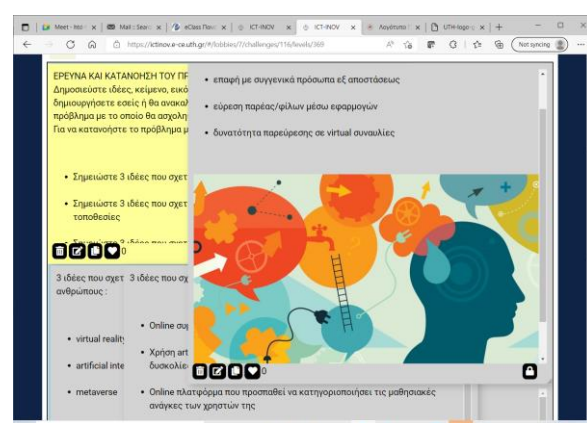 Meet - 
Mail :: Sear
eClass Πλατ
ICT-INOV
ICT-INOV
UTH-logo-
https://ictinov.e-ce.uth.gr/#/lobbies/7/challenges/116/levels/369
Not syncing
ΕΡΕΥΝΑ ΚΑΙ ΚΑΤΑΝΟΗΣΗ ΤΟΥ ΠΡ
Δημοσιεύστε ιδέες, κείμενο, εικό
δημιουργήσετε εσείς ή θα ανακαλ
πρόβλημα με το οποίο θα ασχολη
Για να κατανοήστε το πρόβλημα μ
• Σημειώστε 3 ιδέες που σχετ
• Σημειώστε 3 ιδέες που σχετ
τοποθεσίες
0
• επαφή με συγγενικά πρόσωπα εξ αποστάσεως
• εύρεση παρέας/φίλων μέσω εφαρμογών
• δυνατότητα παρεύρεσης σε virtual συναυλίες
0
3 ιδέες που σχετ
ανθρώπους :
• virtual reality
• artificial inte
• metaverse
3 ιδέες που σχ
• Online συ
• Χρήση art
δυσκολίε
• Online πλατφόρμα που προσπαθεί να κατηγοριοποιήσει τις μαθησιακές
ανάγκες των χρηστών της